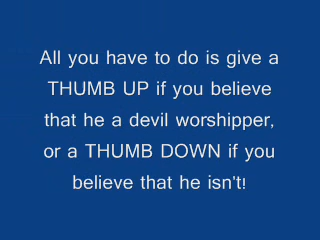 All you have to do is give a
THUMB UP if you believe
that he a devil worshipper,
or a THUMB DOWN if you
believe that he isn't!